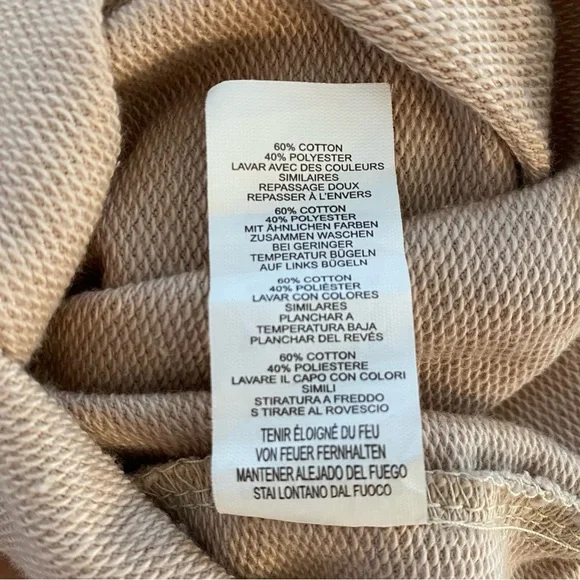 60% COTTON
40% POLYESTER
LAVAR AVEC DES COULEURS
SIMILAIRES
REPASSAGE DOUX
REPASSER À L'ENVERS
60% COTTON
40% POLYESTER
MIT ÄHNLICHEN FARBEN
ZUSAMMEN WASCHEN
BEI GERINGER
TEMPERATUR BÜGELN
AUF LINKS BÜGELN
60% COTTON
40% POLIÉSTER
LAVAR CON COLORES
SIMILARES
PLANCHAR A
TEMPERATURA BAJA
PLANCHAR DEL REVÉS
60% COTTON
40% POLIESTERE
LAVARE IL CAPO CON COLORI
SIMILI
STIRATURA A FREDDO
S TIRARE AL ROVESCIO
TENIR ÉLOIGNÉ DU FEU
VON FEUER FERNHALTEN
MANTENER ALEJADO DEL FUEGO
STAI LONTANO DAL FUOCO